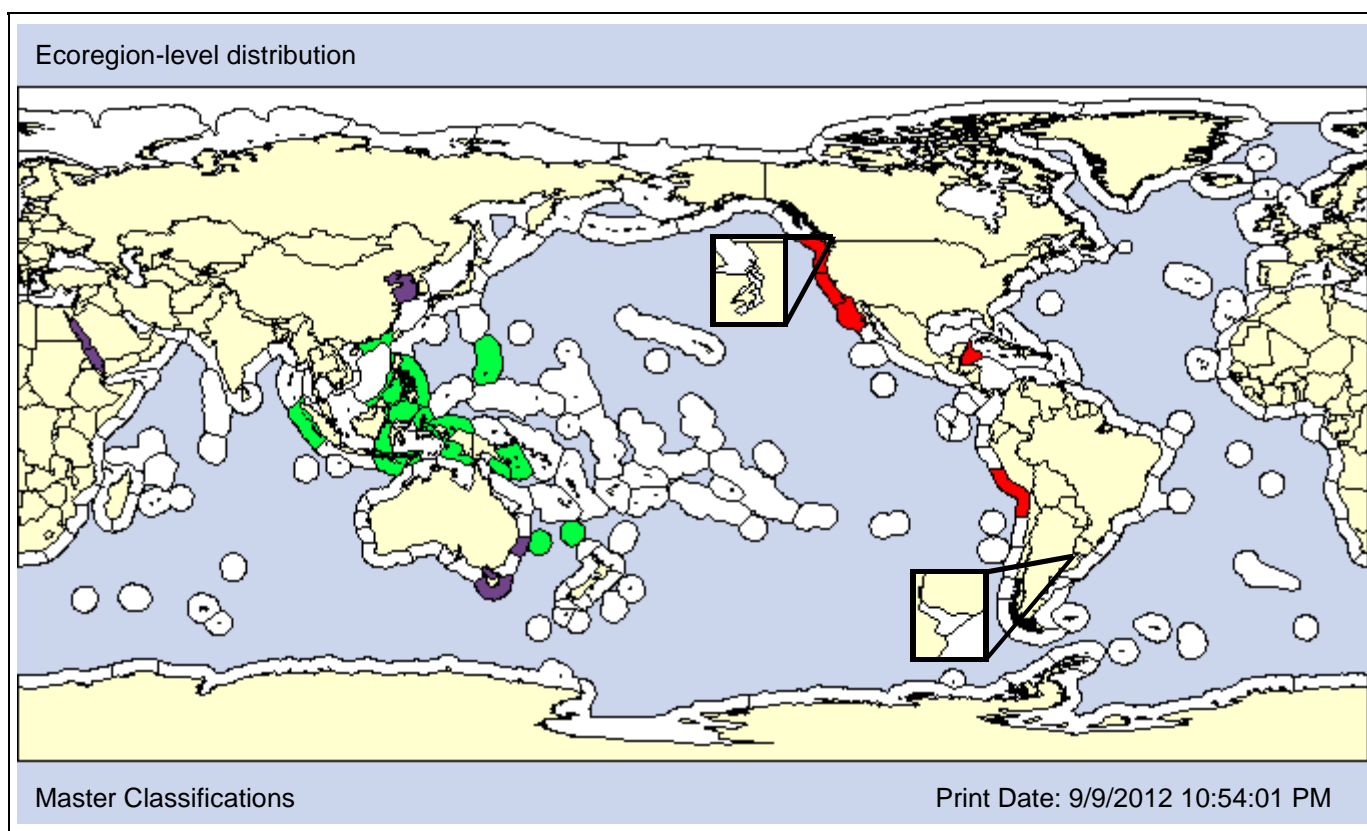 Ecoregion-level distribution
Master Classifications
Print Date: 9/9/2012 10:54:01 PM